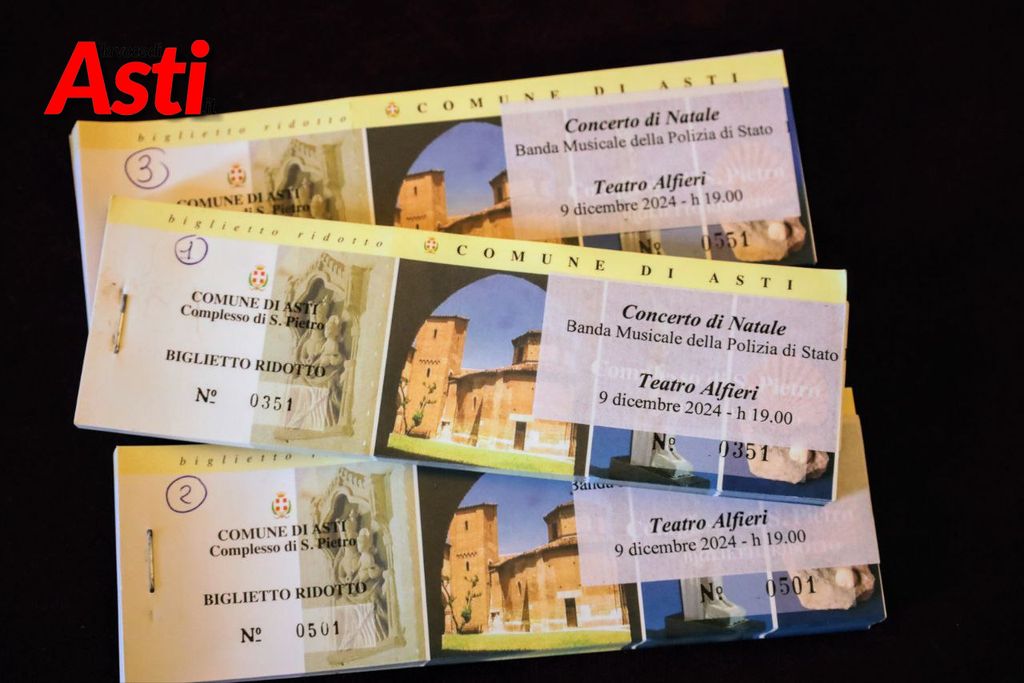 Asti
biglietto ridotto
COMUNE DI ASTI
3
COMUNE DI ASTI
di S. Pietro
Concerto di Natale
Banda Musicale della Polizia di Stato
Teatro Alfieri
9 dicembre 2024 - h 19.00
Nº 0551
biglietto ridotto
COMUNE DI ASTI
1
COMUNE DI ASTI
Complesso di S. Pietro
BIGLIETTO RIDOTTO
Nº 0351
Concerto di Natale
Banda Musicale della Polizia di Stato
Teatro Alfieri
9 dicembre 2024 - h 19.00
Nº 0351
biglietto ri
2
COMUNE DI ASTI
Complesso di S. Pietro
BIGLIETTO RIDOTTO
Nº 0501
Banda
Teatro Alfieri
9 dicembre 2024 - h 19.00
Nº 0501